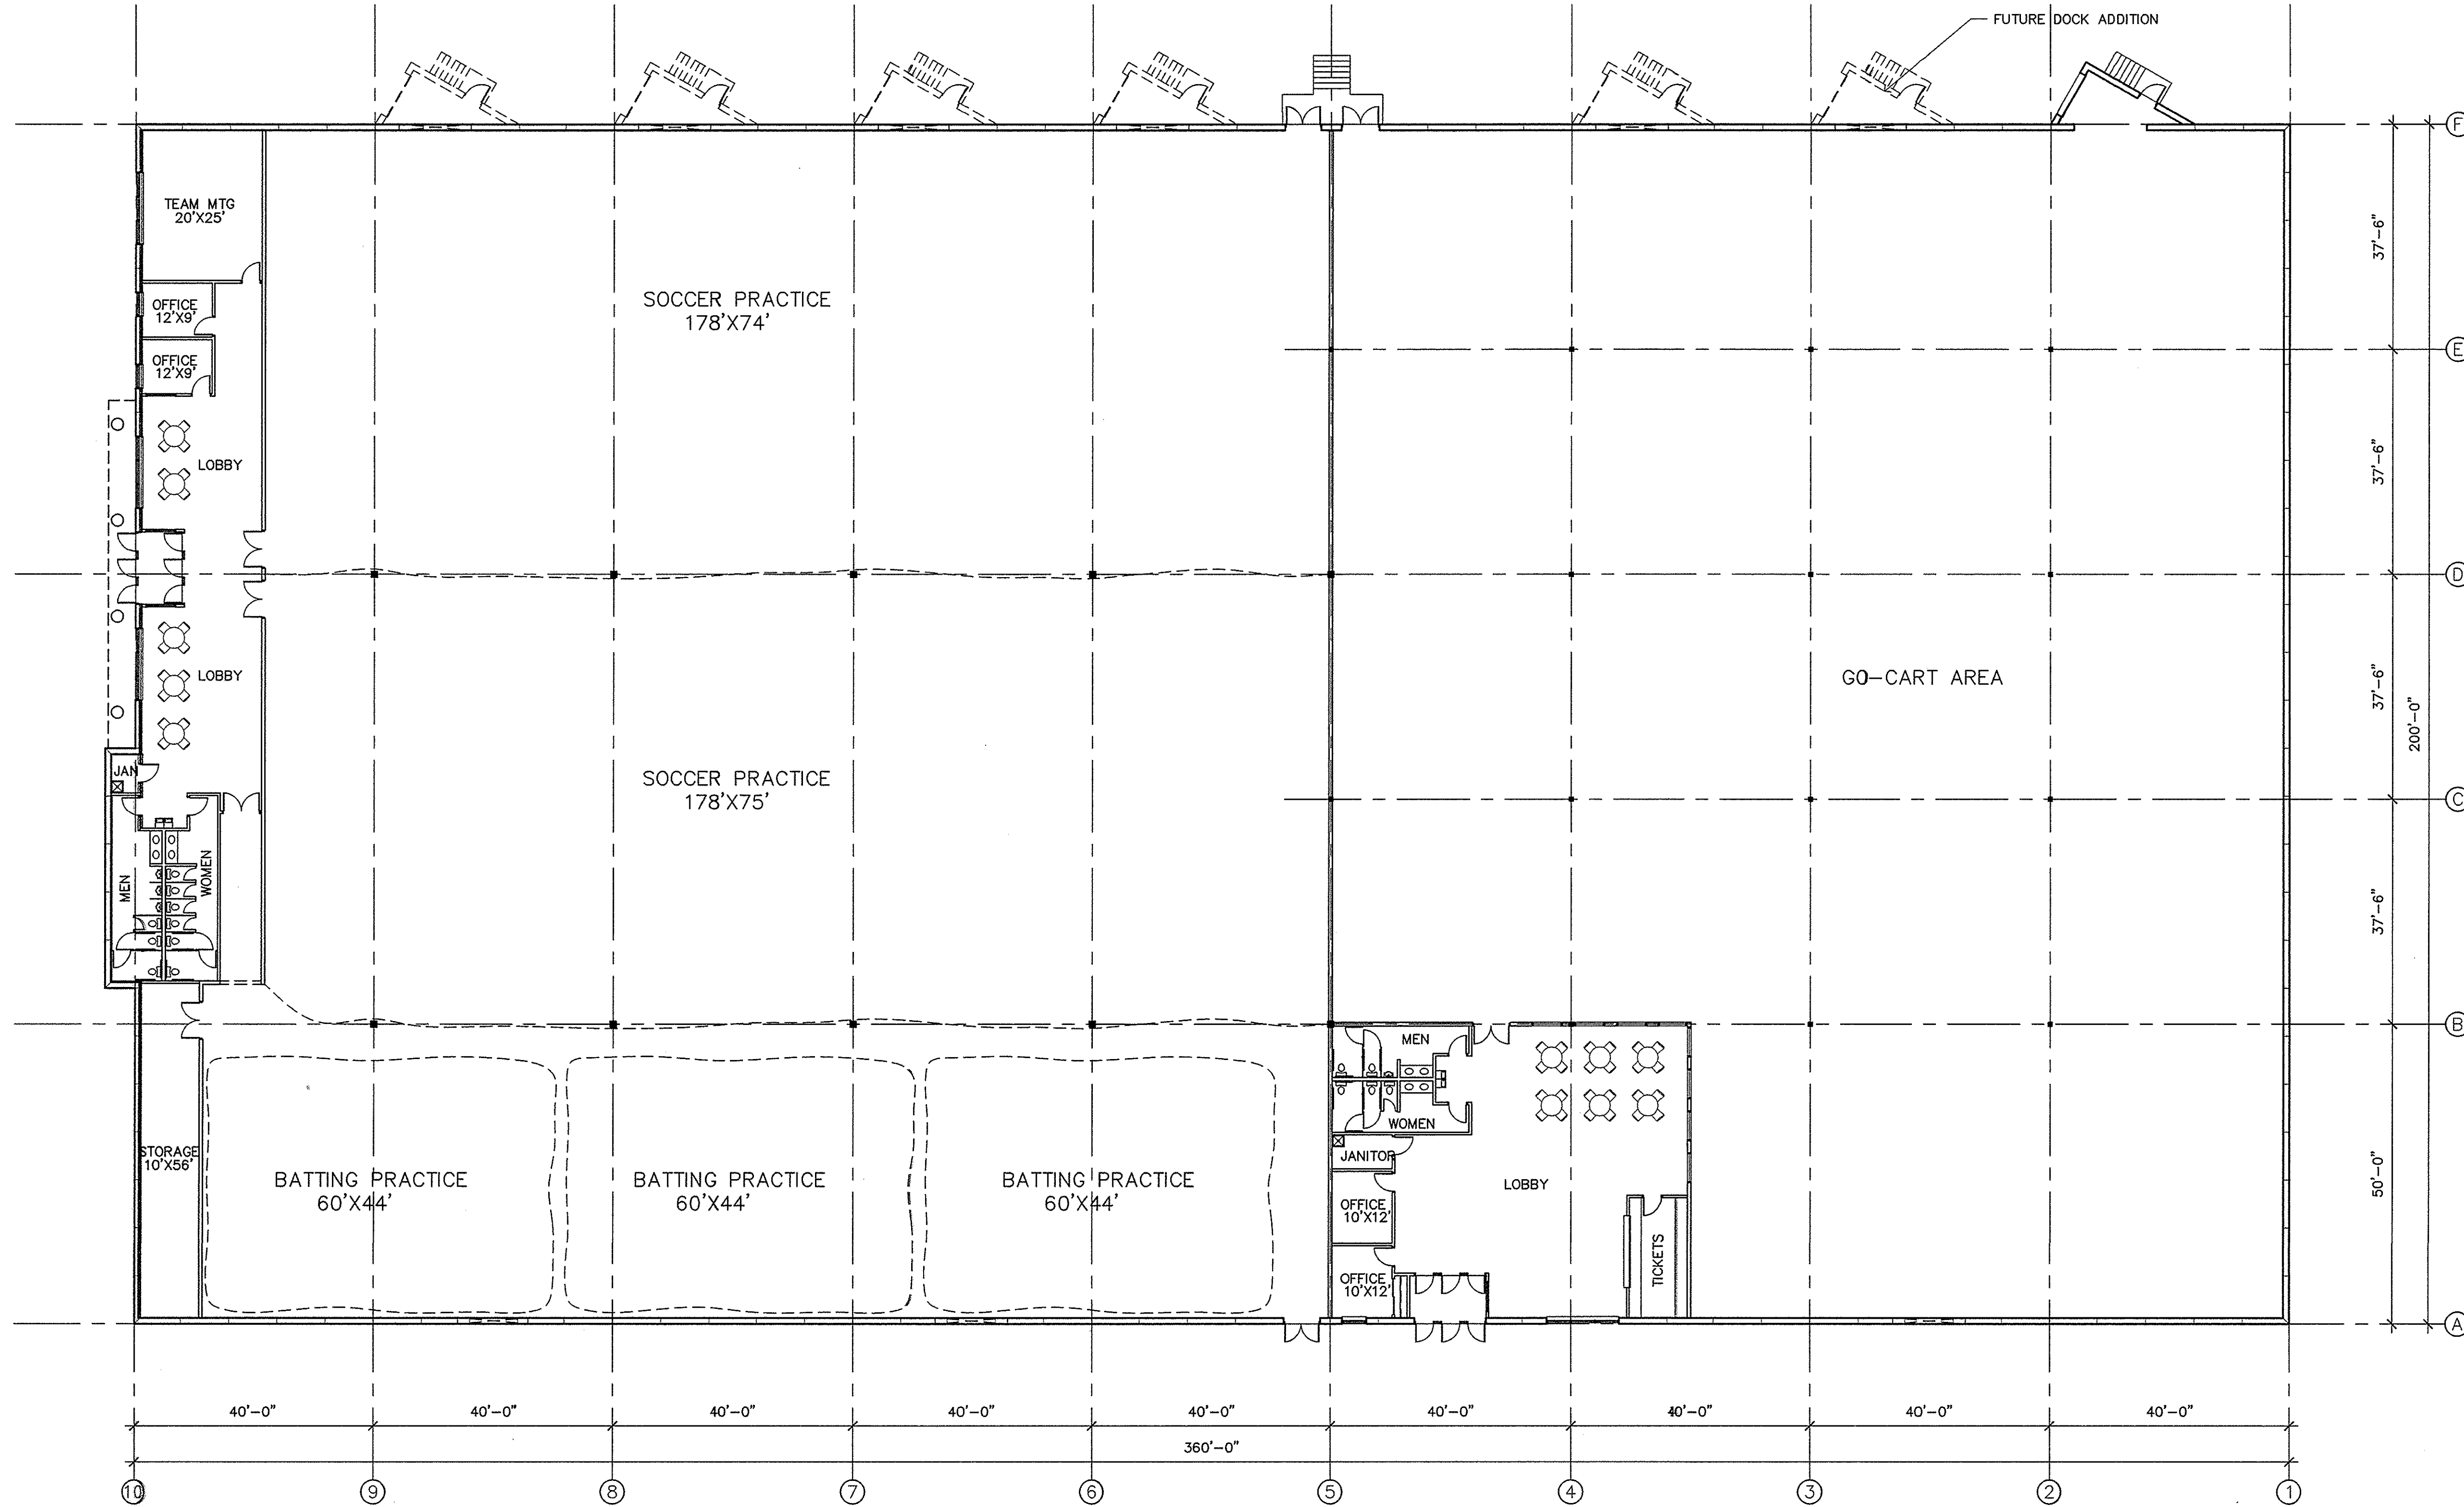 FUTURE DOCK ADDITION
F
TEAM MTG
20'X25'
37'-6"
OFFICE
12'X9'
SOCCER PRACTICE
178'X74'
E
OFFICE
12'X9'
LOBBY
37'-6"
D
LOBBY
GO-CART AREA
37'-6"
200'-0"
JAN
SOCCER PRACTICE
178'X75'
C
MEN
WOMEN
37'-6"
B
MEN
WOMEN
STORAGE
10'X56'
BATTING PRACTICE
60'X44'
BATTING PRACTICE
60'X44'
BATTING PRACTICE
60'X44'
JANITOR
LOBBY
OFFICE
10'X12'
50'-0"
TICKETS
OFFICE
10'X12'
A
40'-0"
40'-0"
40'-0"
40'-0"
40'-0"
40'-0"
40'-0"
40'-0"
40'-0"
360'-0"
10
9
8
7
6
5
4
3
2
1